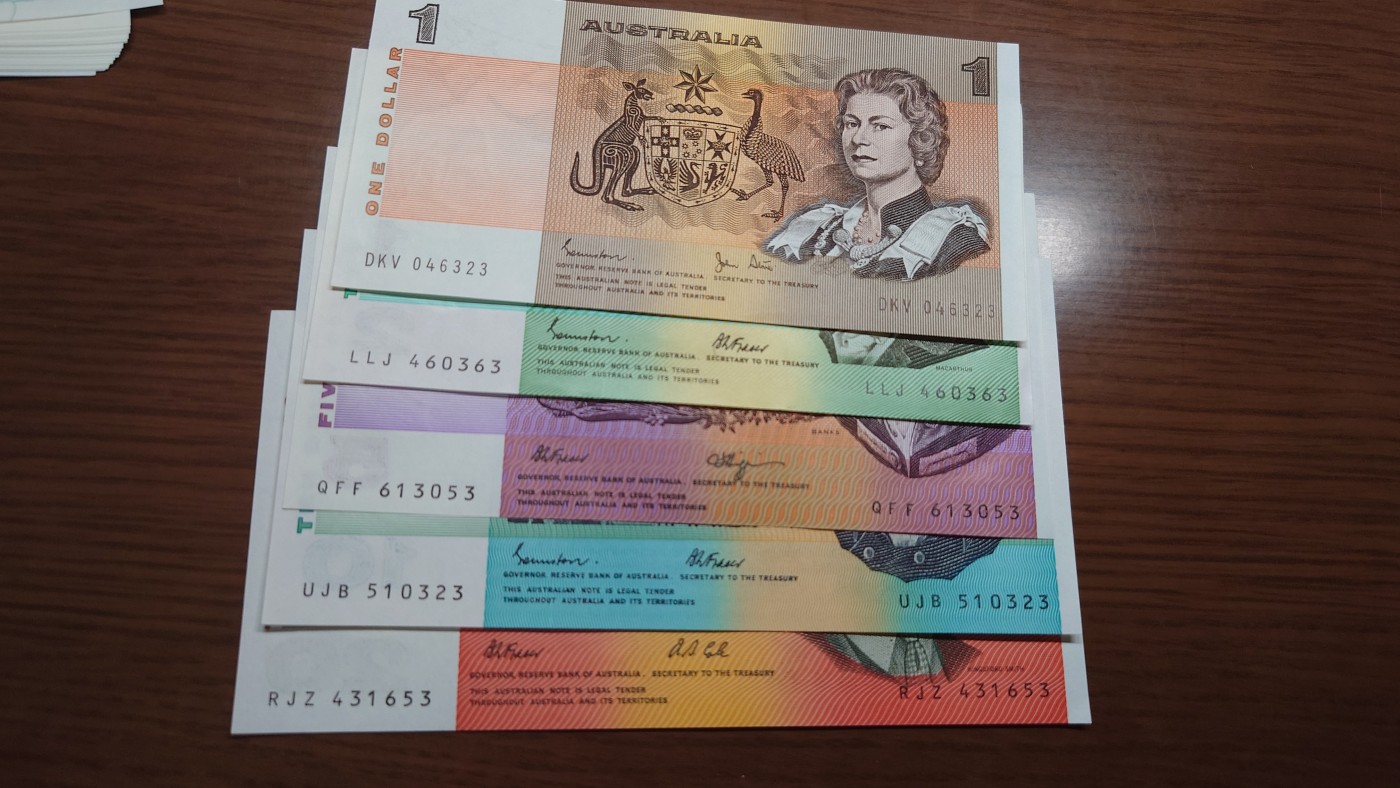 1
AUSTRALIA
1
ONE DOLLAR
DKV 046323
GOVERNOR RESERVE BANK OF AUSTRALIA
SECRETARY TO THE TREASURY
THIS AUSTRALIAN NOTE IS LEGAL TENDER
THROUGHOUT AUSTRALIA AND ITS TERRITORIES
DKV 046323
LLJ 460363
GOVERNOR, RESERVE BANK OF AUSTRALIA. SECRETARY TO THE TREASURY
THIS AUSTRALIAN NOTE IS LEGAL TENDER
THROUGHOUT AUSTRALIA AND ITS TERRITORIES
MACARTHUR
LLJ 460363
FIV
BANKS
QFF 613053
GOVERNOR, RESERVE BANK OF AUSTRALIA. SECRETARY TO THE TREASURY
THIS AUSTRALIAN NOTE IS LEGAL TENDER
THROUGHOUT AUSTRALIA AND ITS TERRITORIES
QFF 613053
T
UJB 510323
GOVERNOR, RESERVE BANK OF AUSTRALIA. SECRETARY TO THE TREASURY
THIS AUSTRALIAN NOTE IS LEGAL TENDER
THROUGHOUT AUSTRALIA AND ITS TERRITORIES
UJB 510323
RJZ 431653
GOVERNOR, RESERVE BANK OF AUSTRALIA. SECRETARY TO THE TREASURY
THIS AUSTRALIAN NOTE IS LEGAL TENDER
THROUGHOUT AUSTRALIA AND ITS TERRITORIES
KINGSFORD SMITH
RJZ 431653